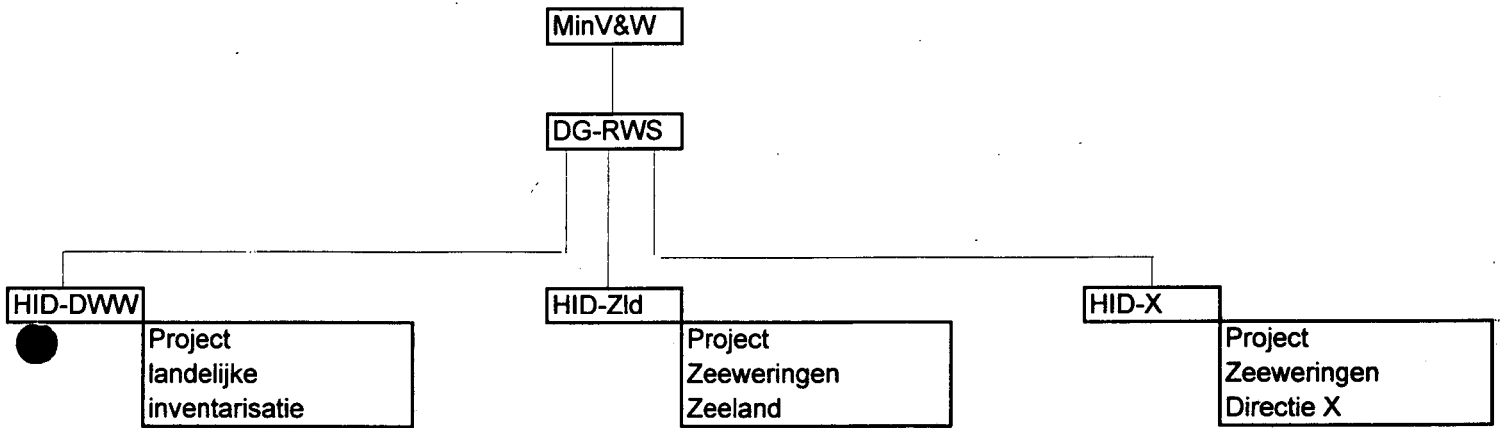 MinV&W
DG-RWS
HID-DWW
Project
landelijke
inventarisatie
HID-Zld
Project
Zeeweringen
Zeeland
HID-X
Project
Zeeweringen
Directie X